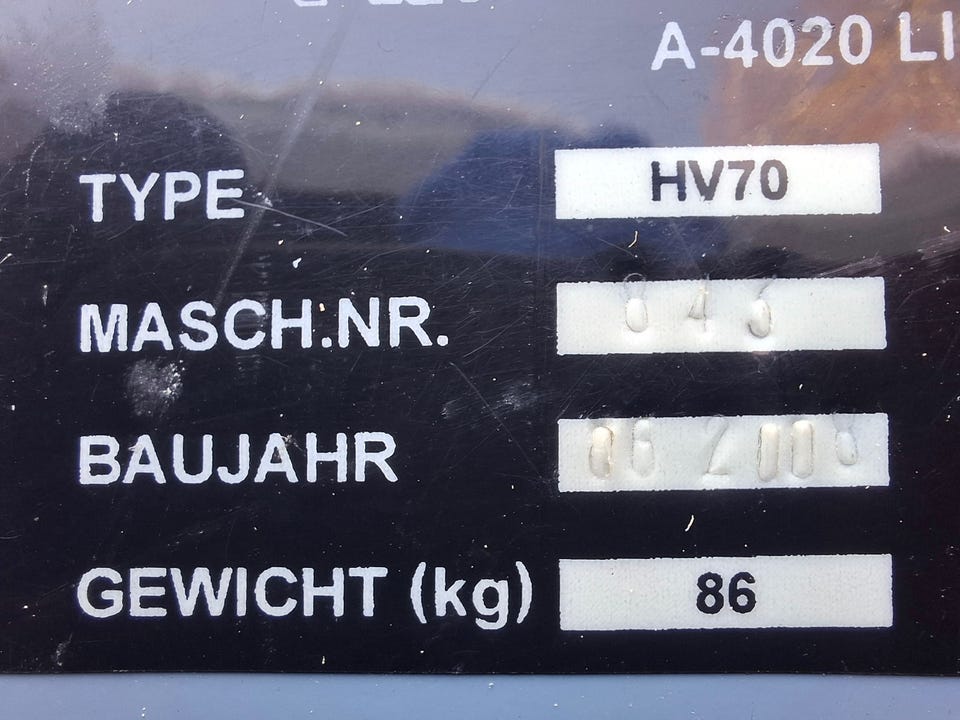 A-4020 LI
TYPE HV70
MASCH.NR.
BAUJAHR
GEWICHT (kg) 86